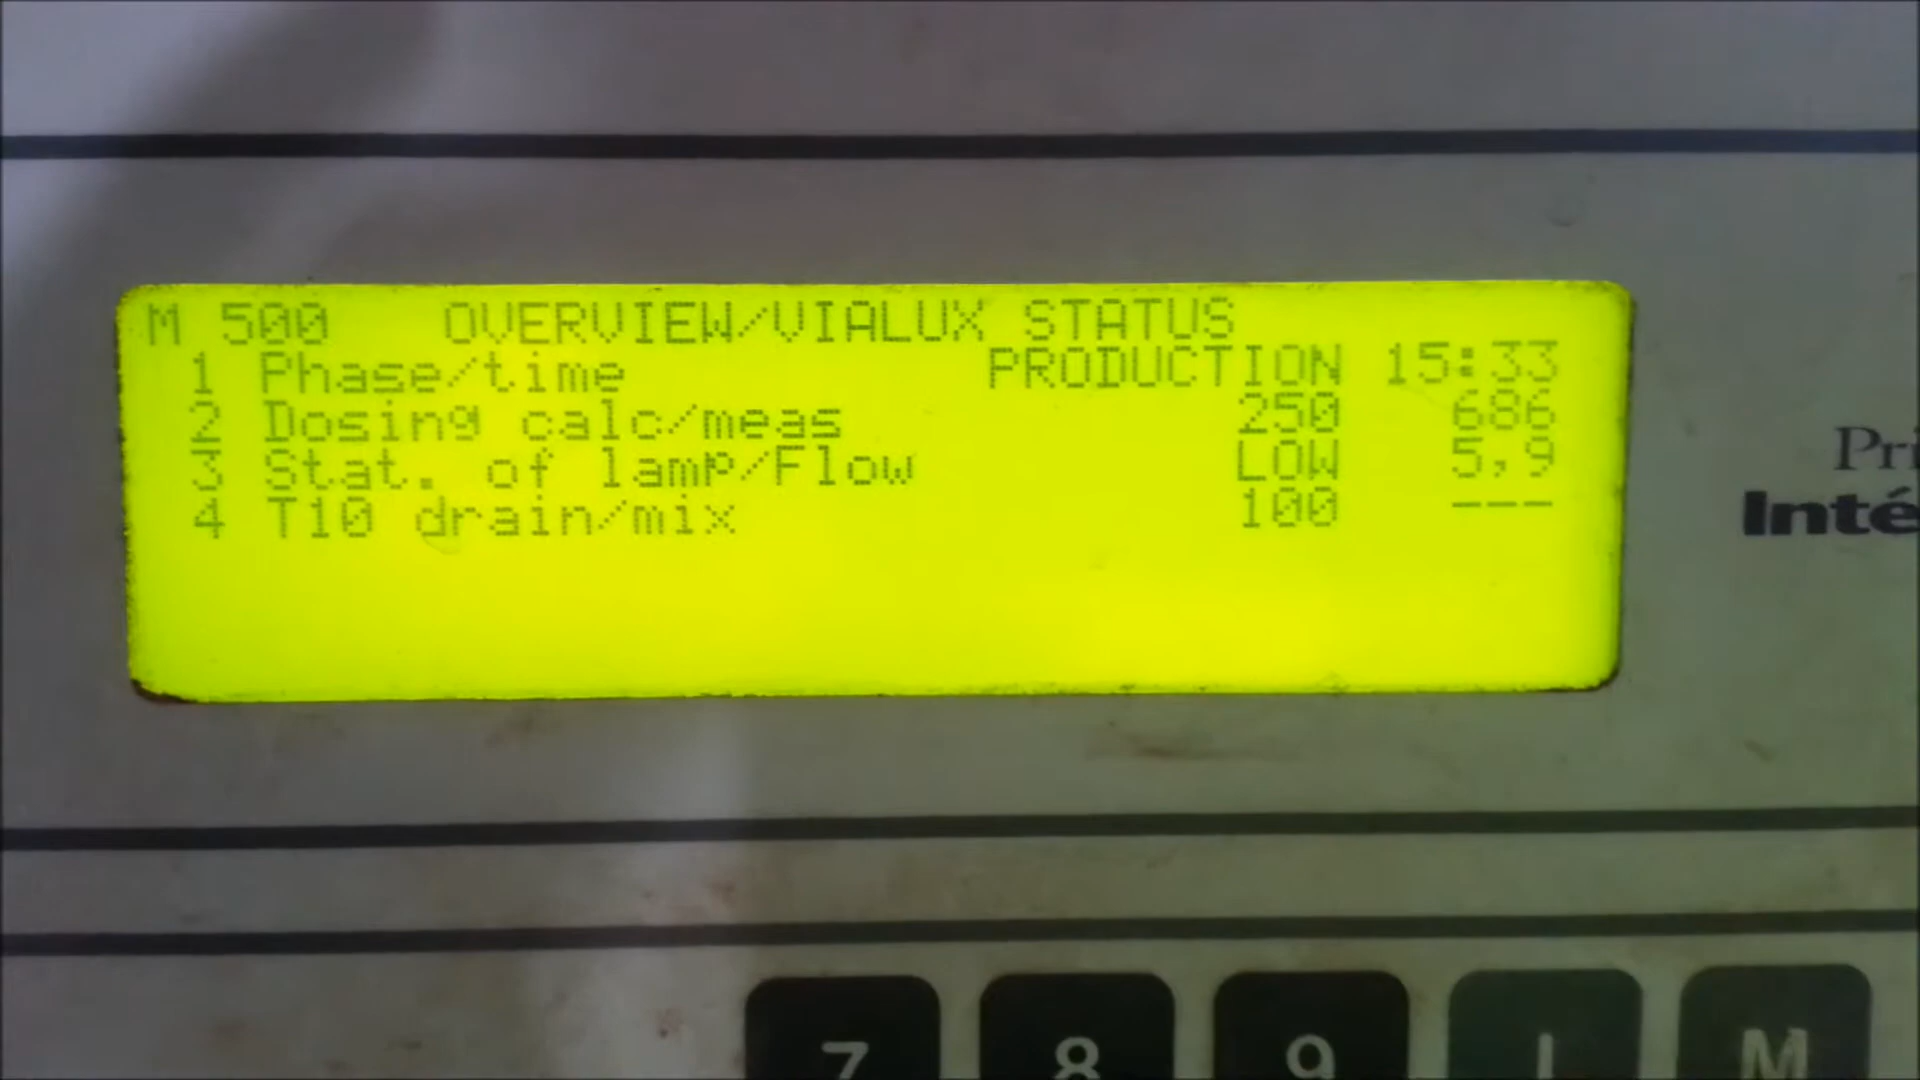 M 500 OVERVIEW/VIALUX STATUS
1 Phase/time PRODUCTION 15:33
2 Dosing calc/meas 250 686
3 Stat. of lamp/Flow LOW 5,9
4 T10 drain/mix 100 ---
Pri
Inté
7 8 9 I M